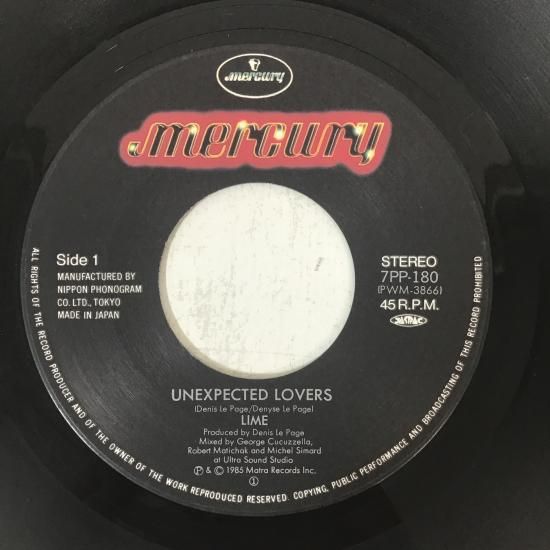 mercury
mercury
Side 1
MANUFACTURED BY
NIPPON PHONOGRAM
CO. LTD., TOKYO
MADE IN JAPAN
STEREO
7PP-180
(PWM-3866)
45 R.P.M.
UNEXPECTED LOVERS
(Denis Le Page/Denyse Le Page)
LIME
Produced by Denis Le Page
Mixed by George Cucuzzella,
Robert Matichak and Michel Simard
at Ultra Sound Studio
Ⓟ & © 1985 Matra Records Inc.
①
ALL RIGHTS OF THE RECORD PRODUCER AND OF THE OWNER OF THE WORK REPRODUCED RESERVED. COPYING, PUBLIC PERFORMANCE AND BROADCASTING OF THIS RECORD PROHIBITED